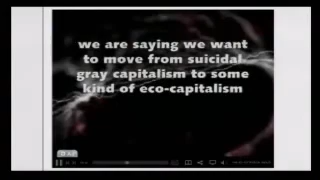 we are saying we want
to move from suicidal
gray capitalism to some
kind of eco-capitalism